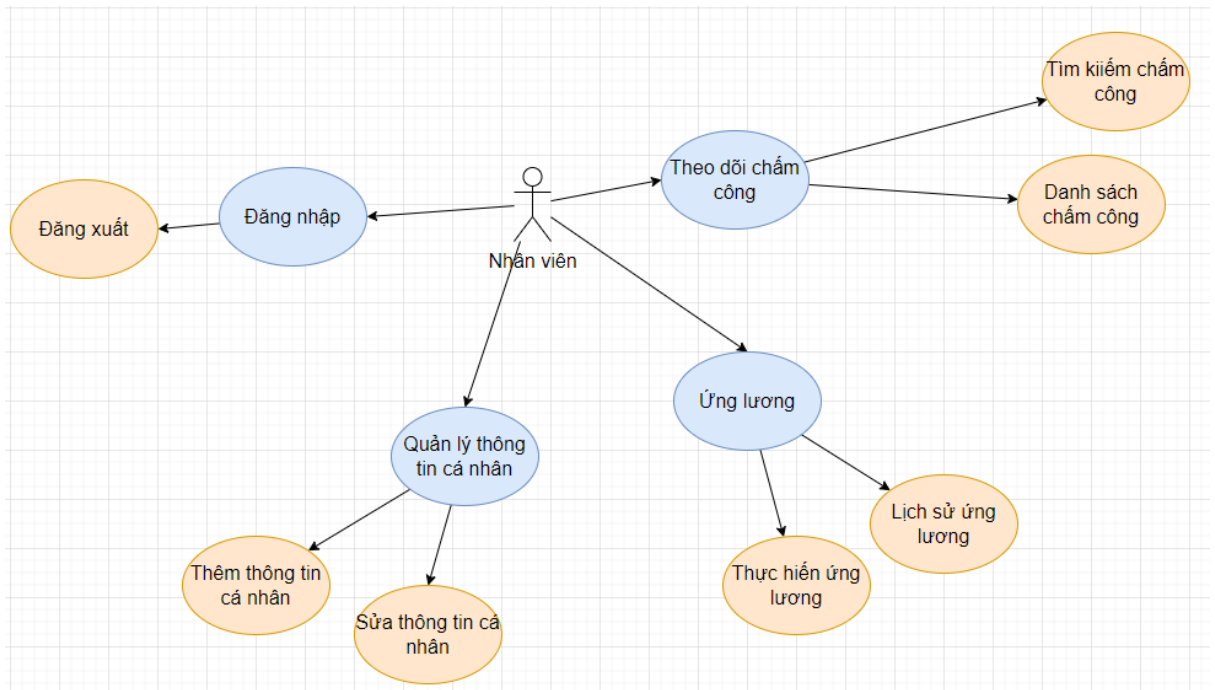 Tìm kiiếm chấm
công
Theo dõi chấm
công
Danh sách
chấm công
Đăng nhập
Đăng xuất
Nhân viên
Ứng lương
Quản lý thông
tin cá nhân
Lịch sử ứng
lương
Thêm thông tin
cá nhân
Thực hiến ứng
lương
Sửa thông tin cá
nhân